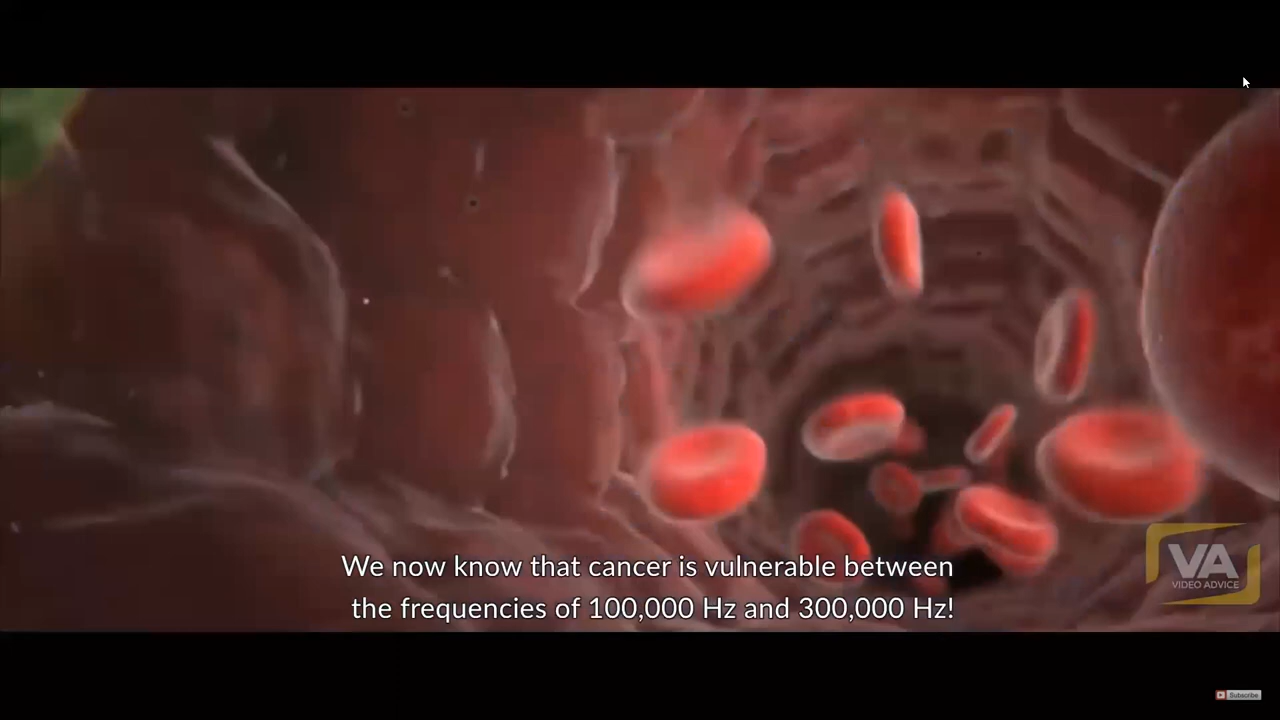 We now know that cancer is vulnerable between
the frequencies of 100,000 Hz and 300,000 Hz!
VA
VIDEO ADVICE
Subscribe